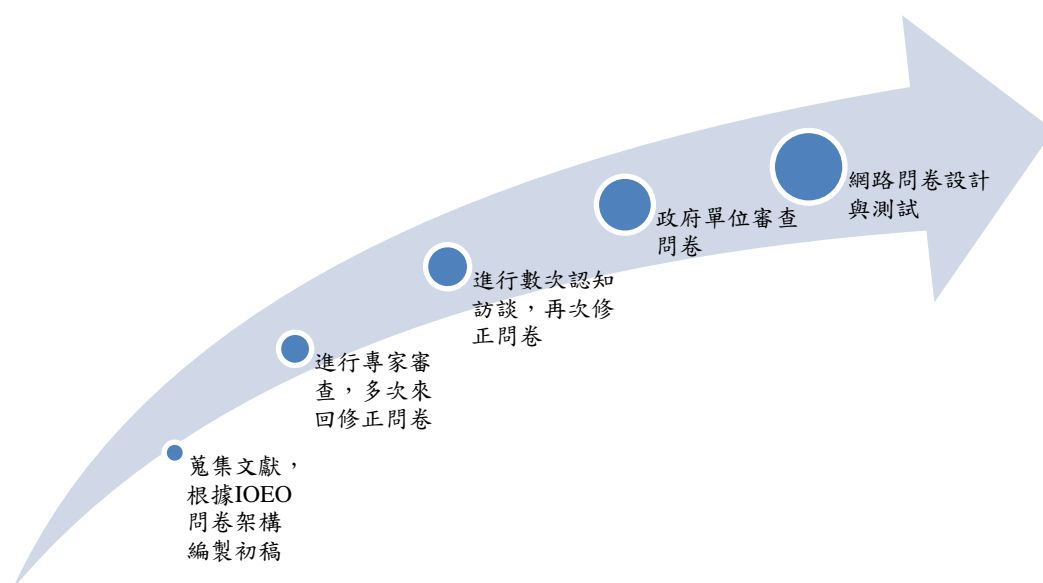 蒐集文獻，
根據IOEO
問卷架構
編製初稿
進行專家審
查，多次來
回修正問卷
進行數次認知
訪談，再次修
正問卷
政府單位審查
問卷
網路問卷設計
與測試